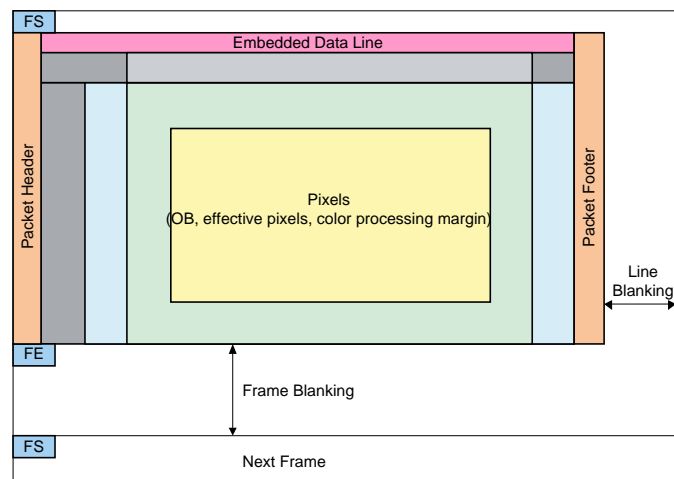 FS
Embedded Data Line
Packet Header
Pixels
(OB, effective pixels, color processing margin)
Packet Footer
Line
Blanking
FE
Frame Blanking
FS
Next Frame